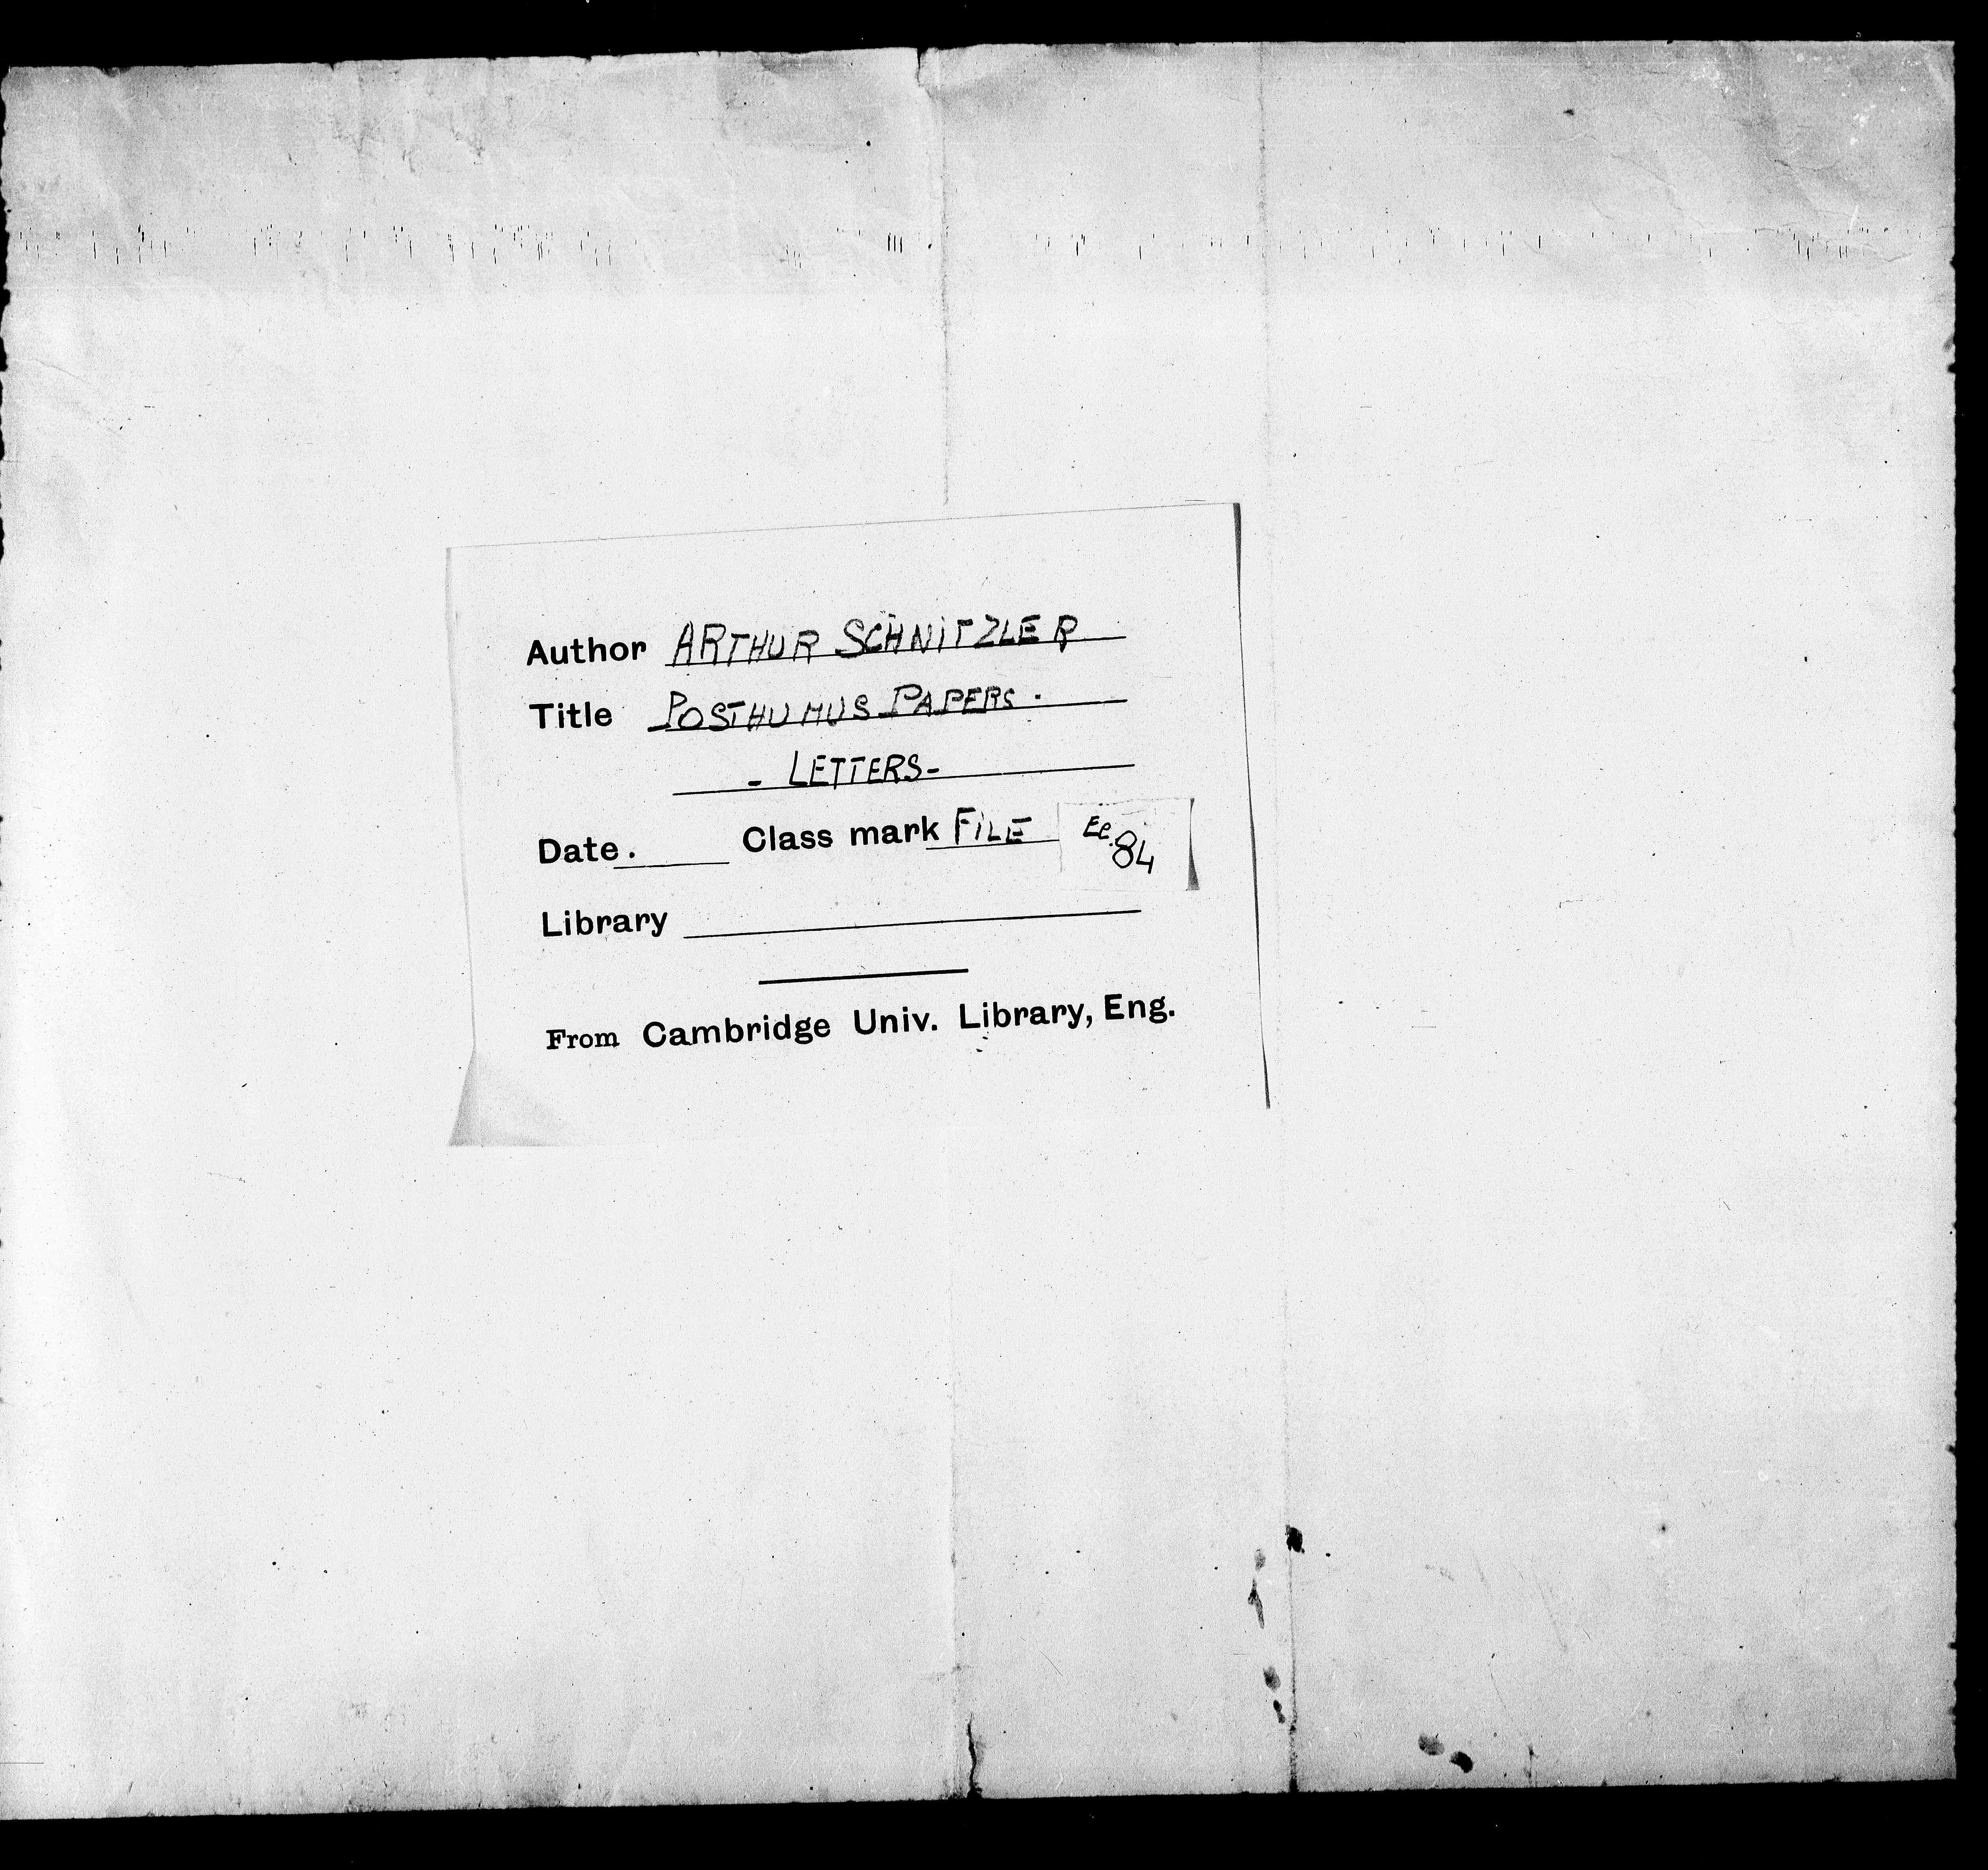 Author ARTHUR SCHNITZLER
Title POSTHUMUS PAPERS.
- LETTERS -
Date. Class mark FILE Ee. 84
Library
From Cambridge Univ. Library, Eng.